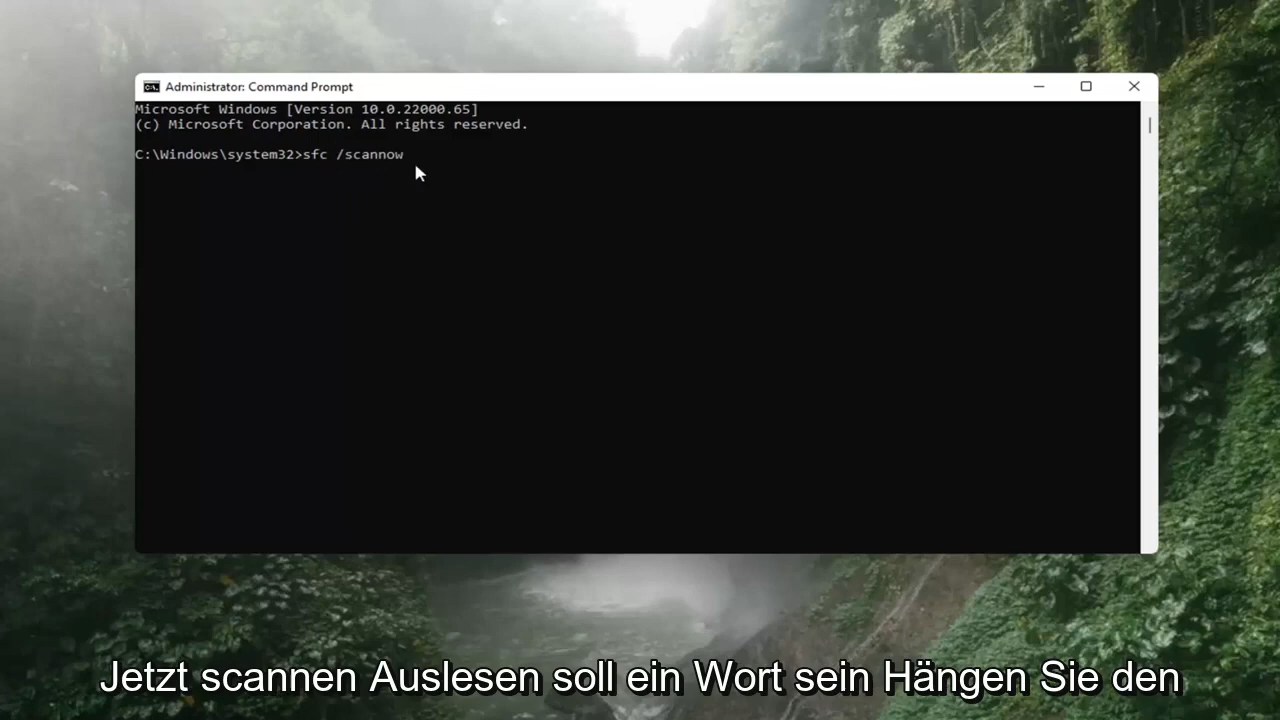 Administrator: Command Prompt
Microsoft Windows [Version 10.0.22000.65]
(c) Microsoft Corporation. All rights reserved.
C:\Windows\system32>sfc /scannow
Jetzt scannen Auslesen soll ein Wort sein Hängen Sie den